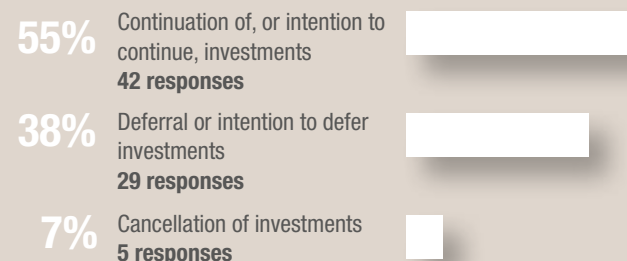 55%
Continuation of, or intention to
continue, investments
42 responses
38%
Deferral or intention to defer
investments
29 responses
7%
Cancellation of investments
5 responses